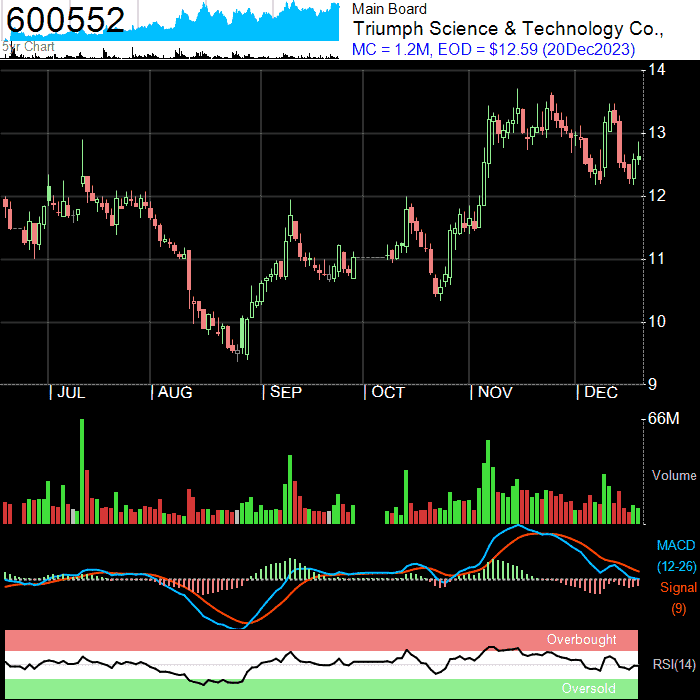 600552
5yr Chart
Main Board
Triumph Science & Technology Co.,
MC = 1.2M, EOD = $12.59 (20Dec2023)
14
13
12
11
10
9
| JUL | AUG | SEP | OCT | NOV | DEC
66M
Volume
MACD
(12-26)
Signal
(9)
Overbought
RSI(14)
Oversold